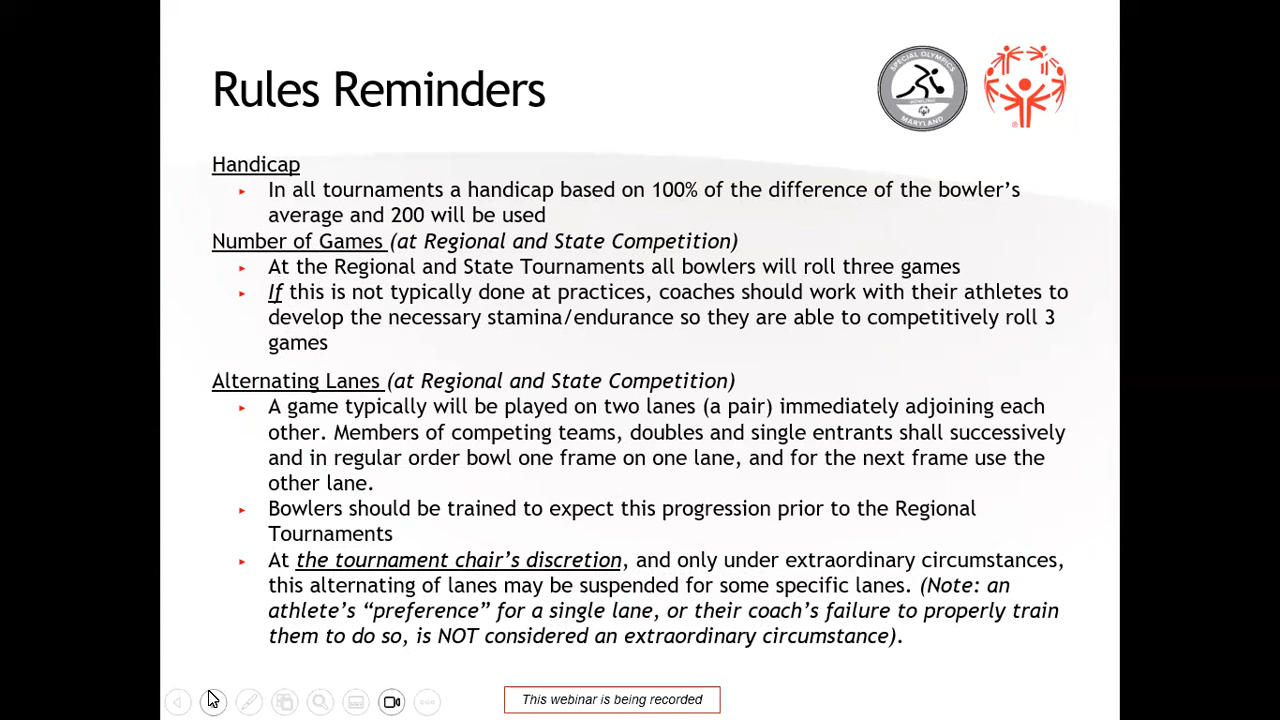 Rules Reminders
SPECIAL OLYMPICS
BOWLING
MARYLAND
®
Handicap
In all tournaments a handicap based on 100% of the difference of the bowler's
average and 200 will be used
Number of Games (at Regional and State Competition)
At the Regional and State Tournaments all bowlers will roll three games
If this is not typically done at practices, coaches should work with their athletes to
develop the necessary stamina/endurance so they are able to competitively roll 3
games
Alternating Lanes (at Regional and State Competition)
A game typically will be played on two lanes (a pair) immediately adjoining each
other. Members of competing teams, doubles and single entrants shall successively
and in regular order bowl one frame on one lane, and for the next frame use the
other lane.
Bowlers should be trained to expect this progression prior to the Regional
Tournaments
At the tournament chair's discretion, and only under extraordinary circumstances,
this alternating of lanes may be suspended for some specific lanes. (Note: an
athlete's “preference” for a single lane, or their coach's failure to properly train
them to do so, is NOT considered an extraordinary circumstance).
This webinar is being recorded